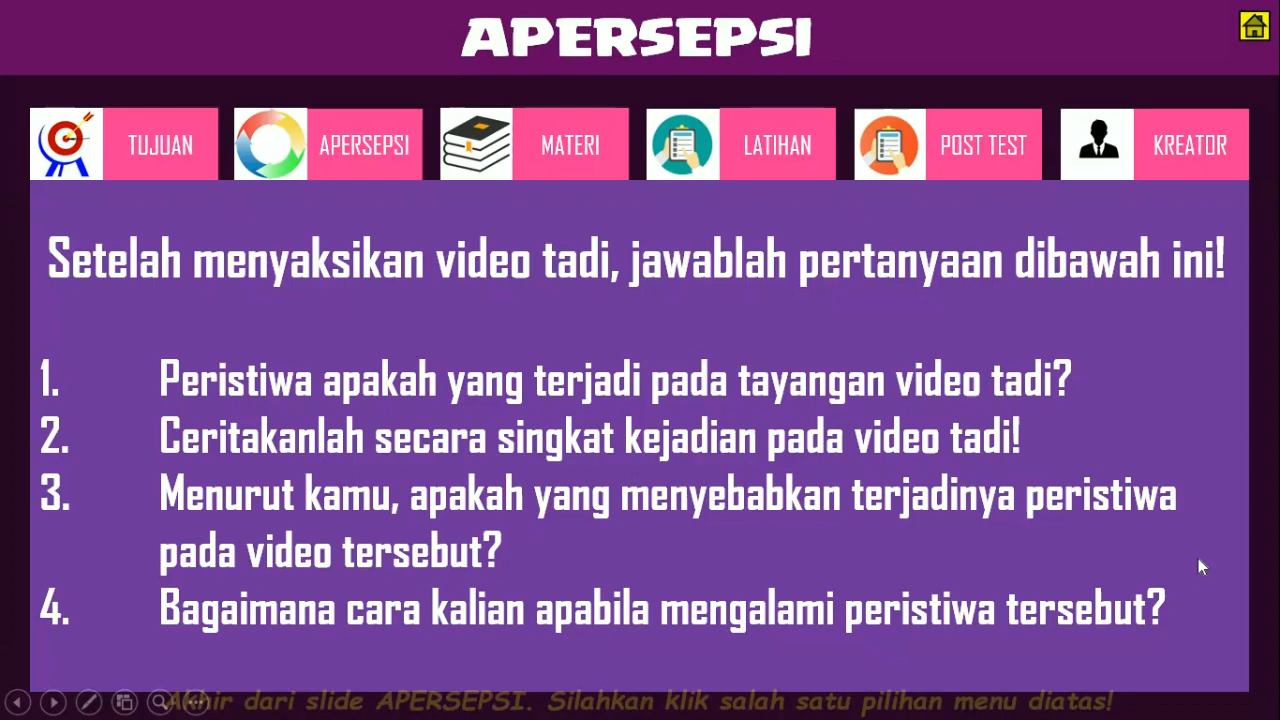 APERSEPSI
TUJUAN
APERSEPSI
MATERI
LATIHAN
POST TEST
KREATOR
Setelah menyaksikan video tadi, jawablah pertanyaan dibawah ini!
1. Peristiwa apakah yang terjadi pada tayangan video tadi?
2. Ceritakanlah secara singkat kejadian pada video tadi!
3. Menurut kamu, apakah yang menyebabkan terjadinya peristiwa
pada video tersebut?
4. Bagaimana cara kalian apabila mengalami peristiwa tersebut?
Akhir dari slide APERSEPSI. Silahkan klik salah satu pilihan menu diatas!